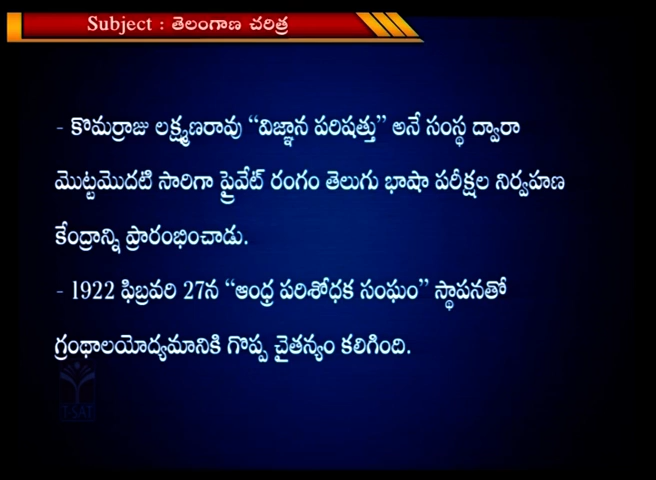 Subject : తెలంగాణ చరిత్ర
- కొమర్రాజు లక్ష్మణరావు “విజ్ఞాన పరిషత్తు” అనే సంస్థ ద్వారా
మొట్టమొదటి సారిగా ప్రైవేట్ రంగం తెలుగు భాషా పరీక్షల నిర్వహణ
కేంద్రాన్ని ప్రారంభించాడు.
- 1922 ఫిబ్రవరి 27న “ఆంధ్ర పరిశోధక సంఘం” స్థాపనతో
గ్రంథాలయోద్యమానికి గొప్ప చైతన్యం కలిగింది.
T-SAT